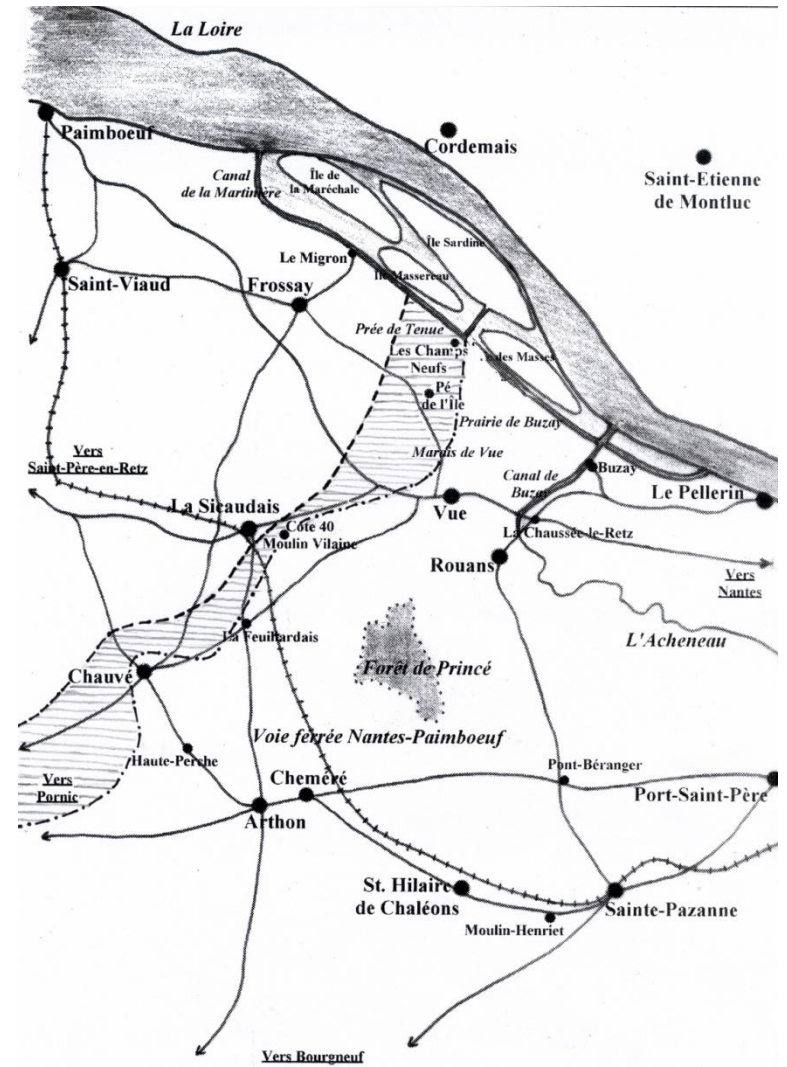 La Loire
Paimboeuf
Cordemais
Saint-Etienne
de Montluc
Canal
de la Martinière
Île de
la Maréchale
Île Sardine
Le Migron
Île Massereau
Saint-Viaud
Frossay
Prée de Tenue
Les Champs
Neufs
des Masses
Pé
de l'Île
Prairie de Buzay
Marais de Vue
Vers
Saint-Père-en-Retz
Canal de
Buzay
Buzay
Le Pellerin
La Sicaudais
Vue
Côte 40
Moulin Vilaine
La Chaussée-le-Retz
Rouans
Vers
Nantes
L'Acheneau
La Feuillardais
Forêt de Princé
Chauvé
Voie ferrée Nantes-Paimboeuf
Haute-Perche
Pont-Béranger
Vers
Pornic
Cheméré
Port-Saint-Père
Arthon
St. Hilaire
de Chaléons
Sainte-Pazanne
Moulin-Henriet
Vers Bourgneuf